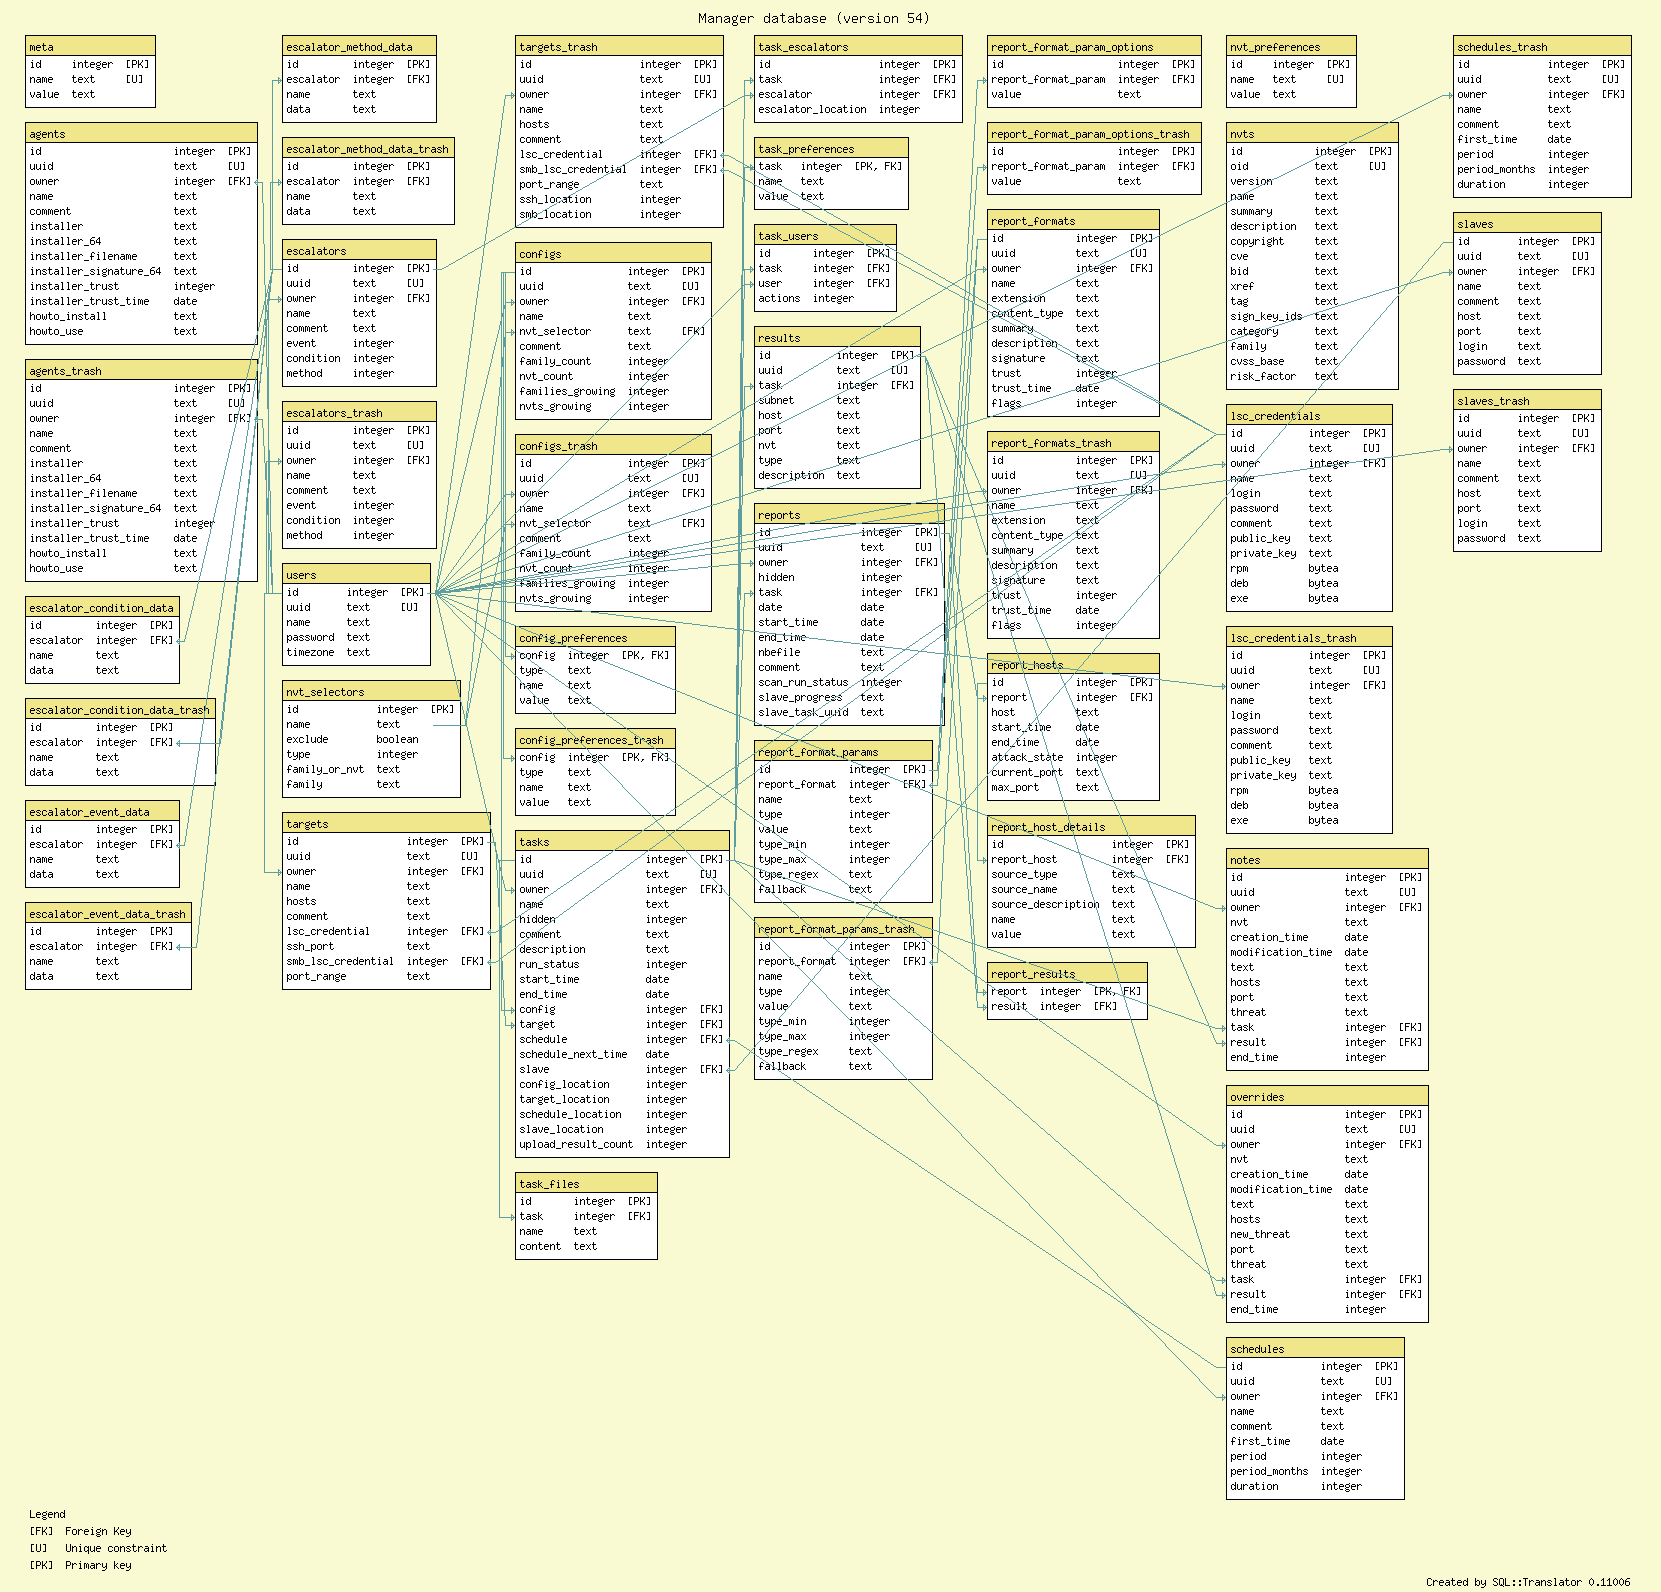 Manager database (version 54)
meta
id integer [PK]
name text [U]
value text
agents
id integer [PK]
uuid text [U]
owner integer [FK]
name text
comment text
installer text
installer_64 text
installer_filename text
installer_signature_64 text
installer_trust integer
installer_trust_time date
howto_install text
howto_use text
agents_trash
id integer [PK]
uuid text [U]
owner integer [FK]
name text
comment text
installer text
installer_64 text
installer_filename text
installer_signature_64 text
installer_trust integer
installer_trust_time date
howto_install text
howto_use text
escalator_condition_data
id integer [PK]
escalator integer [FK]
name text
data text
escalator_condition_data_trash
id integer [PK]
escalator integer [FK]
name text
data text
escalator_event_data
id integer [PK]
escalator integer [FK]
name text
data text
escalator_event_data_trash
id integer [PK]
escalator integer [FK]
name text
data text
escalator_method_data
id integer [PK]
escalator integer [FK]
name text
data text
escalator_method_data_trash
id integer [PK]
escalator integer [FK]
name text
data text
escalators
id integer [PK]
uuid text [U]
owner integer [FK]
name text
comment text
event integer
condition integer
method integer
escalators_trash
id integer [PK]
uuid text [U]
owner integer [FK]
name text
comment text
event integer
condition integer
method integer
users
id integer [PK]
uuid text [U]
name text
password text
timezone text
nvt_selectors
id integer [PK]
name text
exclude boolean
type integer
family_or_nvt text
family text
targets
id integer [PK]
uuid text [U]
owner integer [FK]
name text
hosts text
comment text
lsc_credential integer [FK]
ssh_port text
smb_lsc_credential integer [FK]
port_range text
targets_trash
id integer [PK]
uuid text [U]
owner integer [FK]
name text
hosts text
comment text
lsc_credential integer [FK]
smb_lsc_credential integer [FK]
port_range text
ssh_location integer
smb_location integer
configs
id integer [PK]
uuid text [U]
owner integer [FK]
name text
nvt_selector text [FK]
comment text
family_count integer
nvt_count integer
families_growing integer
nvts_growing integer
configs_trash
id integer [PK]
uuid text [U]
owner integer [FK]
name text
nvt_selector text [FK]
comment text
family_count integer
nvt_count integer
families_growing integer
nvts_growing integer
config_preferences
config integer [PK, FK]
type text
name text
value text
config_preferences_trash
config integer [PK, FK]
type text
name text
value text
tasks
id integer [PK]
uuid text [U]
owner integer [FK]
name text
hidden integer
comment text
description text
run_status integer
start_time date
end_time date
config integer [FK]
target integer [FK]
schedule integer [FK]
schedule_next_time date
slave integer [FK]
config_location integer
target_location integer
schedule_location integer
slave_location integer
upload_result_count integer
task_files
id integer [PK]
task integer [FK]
name text
content text
task_escalators
id integer [PK]
task integer [FK]
escalator integer [FK]
escalator_location integer
task_preferences
task integer [PK, FK]
name text
value text
task_users
id integer [PK]
task integer [FK]
user integer [FK]
actions integer
results
id integer [PK]
uuid text [U]
task integer [FK]
subnet text
host text
port text
nvt text
type text
description text
reports
id integer [PK]
uuid text [U]
owner integer [FK]
hidden integer
task integer [FK]
date date
start_time date
end_time date
nbefile text
comment text
scan_run_status integer
slave_progress text
slave_task_uuid text
report_format_params
id integer [PK]
report_format integer [FK]
name text
type integer
value text
type_min integer
type_max integer
type_regex text
fallback text
report_format_params_trash
id integer [PK]
report_format integer [FK]
name text
type integer
value text
type_min integer
type_max integer
type_regex text
fallback text
report_format_param_options
id integer [PK]
report_format_param integer [FK]
value text
report_format_param_options_trash
id integer [PK]
report_format_param integer [FK]
value text
report_formats
id integer [PK]
uuid text [U]
owner integer [FK]
name text
extension text
content_type text
summary text
description text
signature text
trust integer
trust_time date
flags integer
report_formats_trash
id integer [PK]
uuid text [U]
owner integer [FK]
name text
extension text
content_type text
summary text
description text
signature text
trust integer
trust_time date
flags integer
report_hosts
id integer [PK]
report integer [FK]
host text
start_time date
end_time date
attack_state integer
current_port text
max_port text
report_host_details
id integer [PK]
report_host integer [FK]
source_type text
source_name text
source_description text
name text
value text
report_results
report integer [PK, FK]
result integer [FK]
nvt_preferences
id integer [PK]
name text [U]
value text
nvts
id integer [PK]
oid text [U]
version text
name text
summary text
description text
copyright text
cve text
bid text
xref text
tag text
sign_key_ids text
category text
family text
cvss_base text
risk_factor text
lsc_credentials
id integer [PK]
uuid text [U]
owner integer [FK]
name text
login text
password text
comment text
public_key text
private_key text
rpm bytea
deb bytea
exe bytea
lsc_credentials_trash
id integer [PK]
uuid text [U]
owner integer [FK]
name text
login text
password text
comment text
public_key text
private_key text
rpm bytea
deb bytea
exe bytea
notes
id integer [PK]
uuid text [U]
owner integer [FK]
nvt text
creation_time date
modification_time date
text text
hosts text
port text
threat text
task integer [FK]
result integer [FK]
end_time integer
overrides
id integer [PK]
uuid text [U]
owner integer [FK]
nvt text
creation_time date
modification_time date
text text
hosts text
new_threat text
port text
threat text
task integer [FK]
result integer [FK]
end_time integer
schedules
id integer [PK]
uuid text [U]
owner integer [FK]
name text
comment text
first_time date
period integer
period_months integer
duration integer
schedules_trash
id integer [PK]
uuid text [U]
owner integer [FK]
name text
comment text
first_time date
period integer
period_months integer
duration integer
slaves
id integer [PK]
uuid text [U]
owner integer [FK]
name text
comment text
host text
port text
login text
password text
slaves_trash
id integer [PK]
uuid text [U]
owner integer [FK]
name text
comment text
host text
port text
login text
password text
Legend
[FK] Foreign Key
[U] Unique constraint
[PK] Primary key
Created by SQL::Translator 0.11006